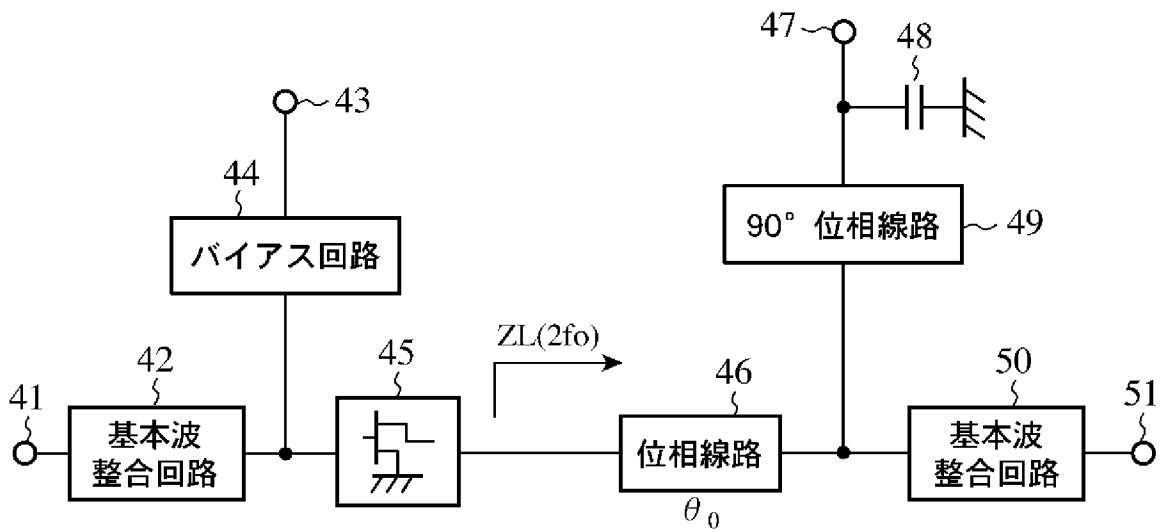 47
48
43
44
バイアス回路
90° 位相線路
49
ZL(2fo)
42
45
46
50
41
51
基本波
整合回路
位相線路
基本波
整合回路
θ0